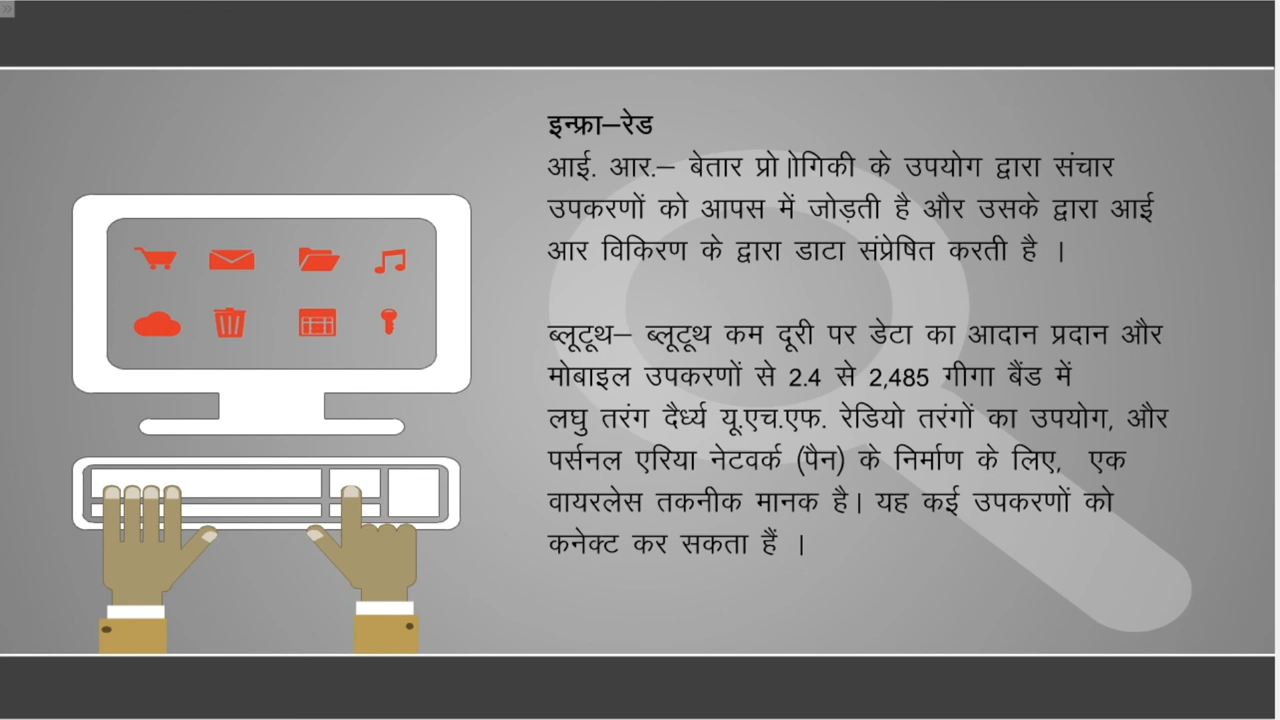 इन्फ्रा–रेड
आई. आर.– बेतार के उपयोग द्वारा संचार
उपकरणों को आपस में जोड़ती है और उसके द्वारा आई
आर विकिरण के द्वारा डाटा संप्रेषित करती है ।
ब्लूटूथ– ब्लूटूथ कम दूरी पर डेटा का आदान प्रदान और
मोबाइल उपकरणों से 2.4 से 2,485 गीगा बैंड में
लघु तरंग दैर्ध्य यू.एच.एफ. रेडियो तरंगों का उपयोग, और
पर्सनल एरिया नेटवर्क (पैन) के निर्माण के लिए, एक
वायरलेस तकनीक मानक है। यह कई उपकरणों को
कनेक्ट कर सकता हैं ।